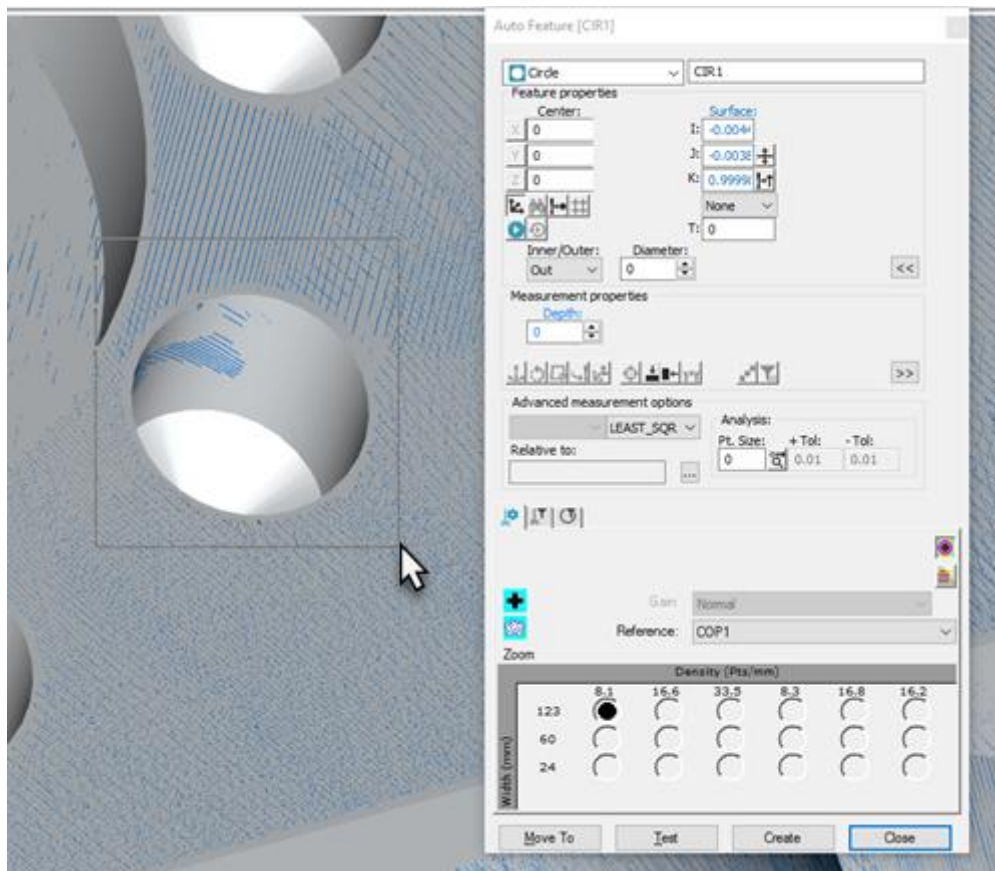 Auto Feature [CIR1]
Circle CIR1
Feature properties
Center: Surface:
X 0 I: -0.004
Y 0 J: -0.003
Z 0 K: 0.9999
None
T: 0
Inner/Outer: Diameter:
Out 0 <<
Measurement properties
Depth:
0
>>
Advanced measurement options
LEAST_SQR Analysis:
Pt. Size: + Tol: - Tol:
0 0.01 0.01
Relative to:
...
Gain: Normal
Reference: COP1
Zoom
Density (Pts/mm)
8.1 16.6 33.5 8.3 16.8 16.2
123
60
24
Width (mm)
Move To Test Create Close